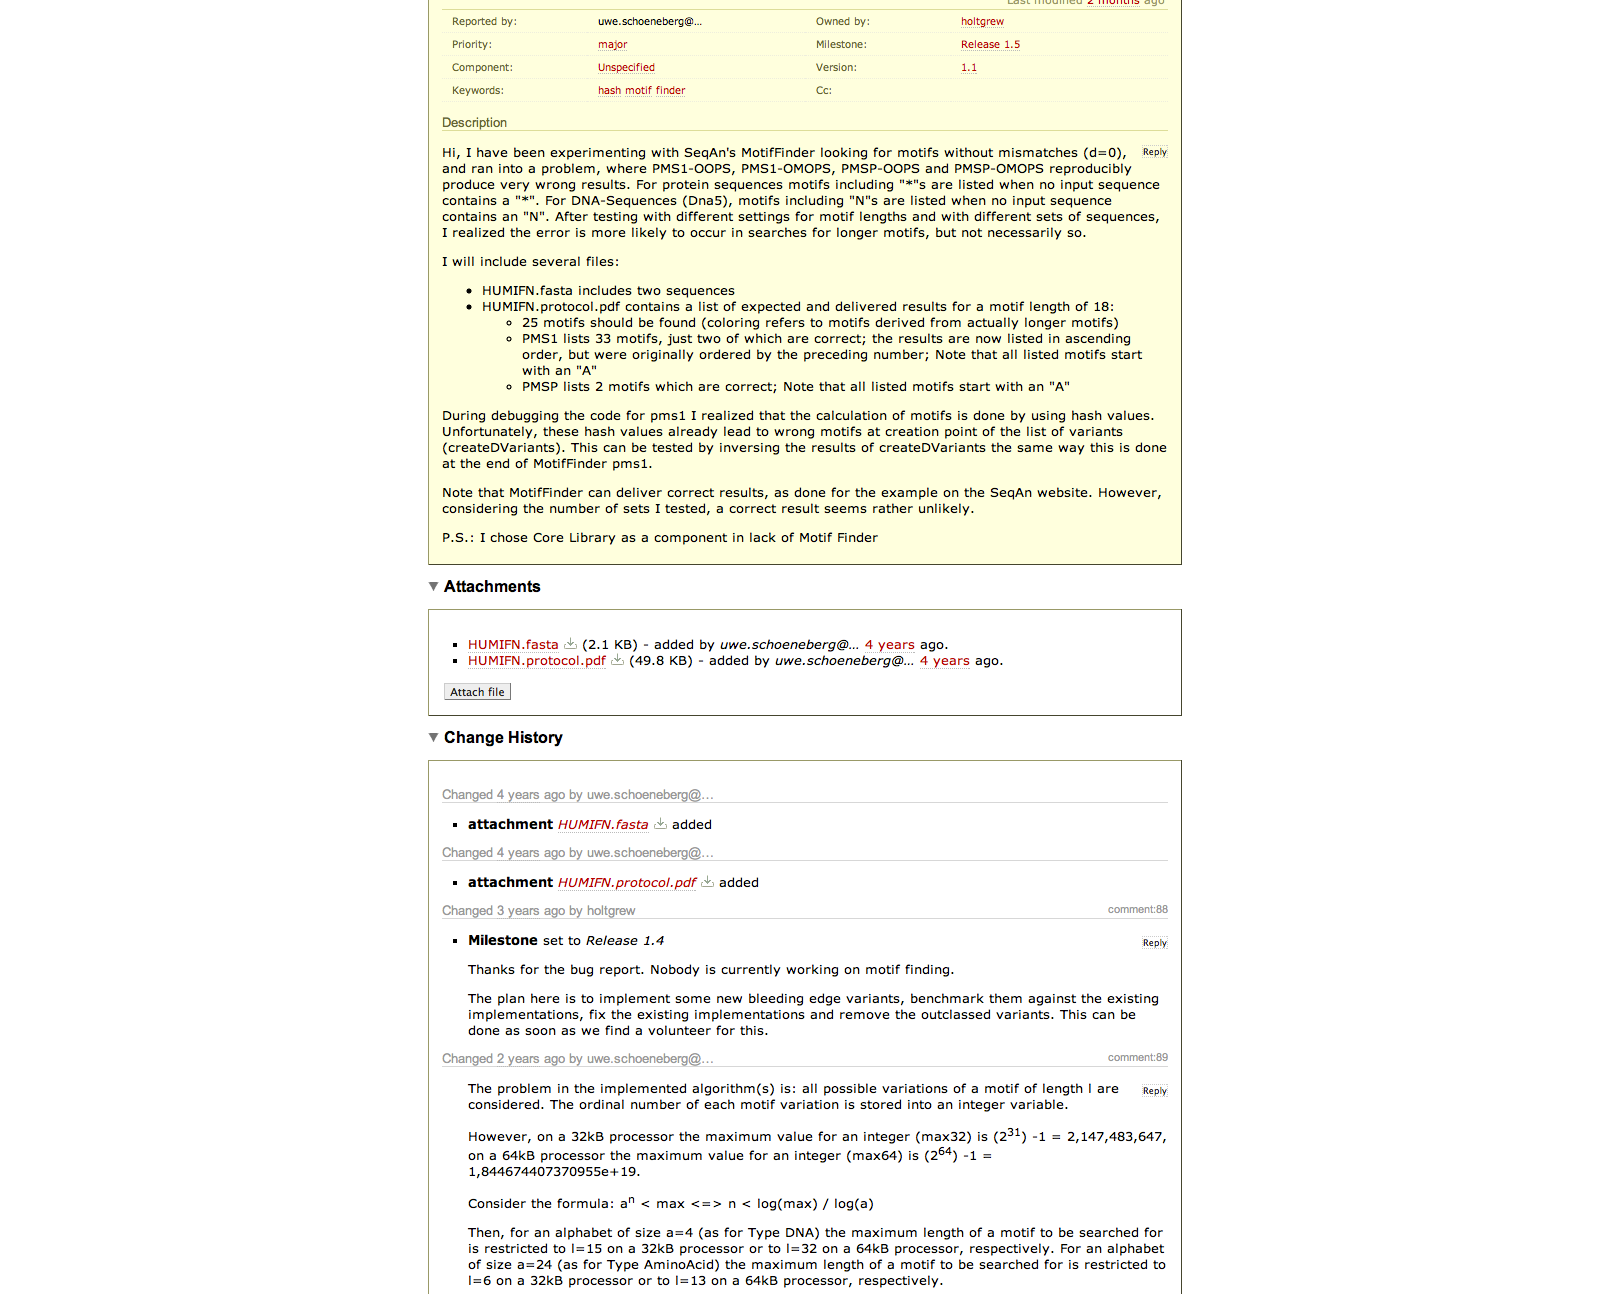 Last modified 2 months ago
Reported by: uwe.schoeneberg@… Owned by: holtgrew
Priority: major Milestone: Release 1.5
Component: Unspecified Version: 1.1
Keywords: hash motif finder Cc:
Description
Hi, I have been experimenting with SeqAn's MotifFinder looking for motifs without mismatches (d=0), Reply
and ran into a problem, where PMS1-OOPS, PMS1-OMOPS, PMSP-OOPS and PMSP-OMOPS reproducibly
produce very wrong results. For protein sequences motifs including "*"s are listed when no input sequence
contains a "*". For DNA-Sequences (Dna5), motifs including "N"s are listed when no input sequence
contains an "N". After testing with different settings for motif lengths and with different sets of sequences,
I realized the error is more likely to occur in searches for longer motifs, but not necessarily so.
I will include several files:
• HUMIFN.fasta includes two sequences
• HUMIFN.protocol.pdf contains a list of expected and delivered results for a motif length of 18:
◦ 25 motifs should be found (coloring refers to motifs derived from actually longer motifs)
◦ PMS1 lists 33 motifs, just two of which are correct; the results are now listed in ascending
order, but were originally ordered by the preceding number; Note that all listed motifs start
with an "A"
◦ PMSP lists 2 motifs which are correct; Note that all listed motifs start with an "A"
During debugging the code for pms1 I realized that the calculation of motifs is done by using hash values.
Unfortunately, these hash values already lead to wrong motifs at creation point of the list of variants
(createDVariants). This can be tested by inversing the results of createDVariants the same way this is done
at the end of MotifFinder pms1.
Note that MotifFinder can deliver correct results, as done for the example on the SeqAn website. However,
considering the number of sets I tested, a correct result seems rather unlikely.
P.S.: I chose Core Library as a component in lack of Motif Finder
▼ Attachments
▪ HUMIFN.fasta (2.1 KB) - added by uwe.schoeneberg@… 4 years ago.
▪ HUMIFN.protocol.pdf (49.8 KB) - added by uwe.schoeneberg@… 4 years ago.
Attach file
▼ Change History
Changed 4 years ago by uwe.schoeneberg@…
▪ attachment HUMIFN.fasta added
Changed 4 years ago by uwe.schoeneberg@…
▪ attachment HUMIFN.protocol.pdf added
Changed 3 years ago by holtgrew comment:88
▪ Milestone set to Release 1.4 Reply
Thanks for the bug report. Nobody is currently working on motif finding.
The plan here is to implement some new bleeding edge variants, benchmark them against the existing
implementations, fix the existing implementations and remove the outclassed variants. This can be
done as soon as we find a volunteer for this.
Changed 2 years ago by uwe.schoeneberg@… comment:89
The problem in the implemented algorithm(s) is: all possible variations of a motif of length l are Reply
considered. The ordinal number of each motif variation is stored into an integer variable.
However, on a 32kB processor the maximum value for an integer (max32) is (2^31) -1 = 2,147,483,647,
on a 64kB processor the maximum value for an integer (max64) is (2^64) -1 =
1,844674407370955e+19.
Consider the formula: a^n < max <=> n < log(max) / log(a)
Then, for an alphabet of size a=4 (as for Type DNA) the maximum length of a motif to be searched for
is restricted to l=15 on a 32kB processor or to l=32 on a 64kB processor, respectively. For an alphabet
of size a=24 (as for Type AminoAcid) the maximum length of a motif to be searched for is restricted to
l=6 on a 32kB processor or to l=13 on a 64kB processor, respectively.